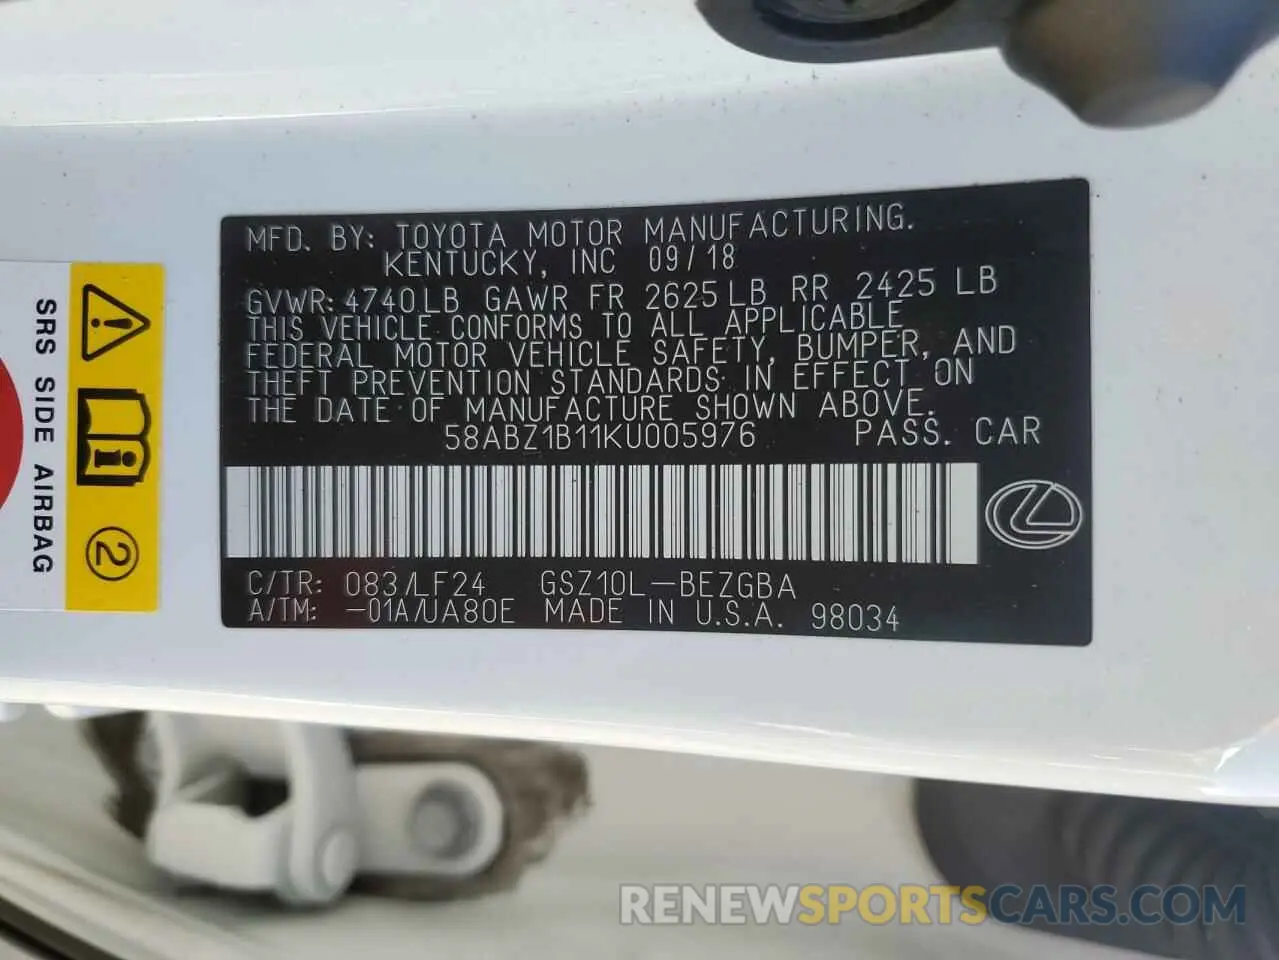 MFD. BY: TOYOTA MOTOR MANUFACTURING.
KENTUCKY, INC 09/18
GVWR: 4740LB GAWR FR 2625LB RR 2425 LB
THIS VEHICLE CONFORMS TO ALL APPLICABLE
FEDERAL MOTOR VEHICLE SAFETY, BUMPER, AND
THEFT PREVENTION STANDARDS IN EFFECT ON
THE DATE OF MANUFACTURE SHOWN ABOVE.
58ABZ1B11KU005976 PASS. CAR
C/TR: 083/LF24 GSZ10L-BEZGBA
A/TM: -01A/UA80E MADE IN U.S.A. 98034
SRS SIDE AIRBAG
2
RENEWSPORTSCARS.COM